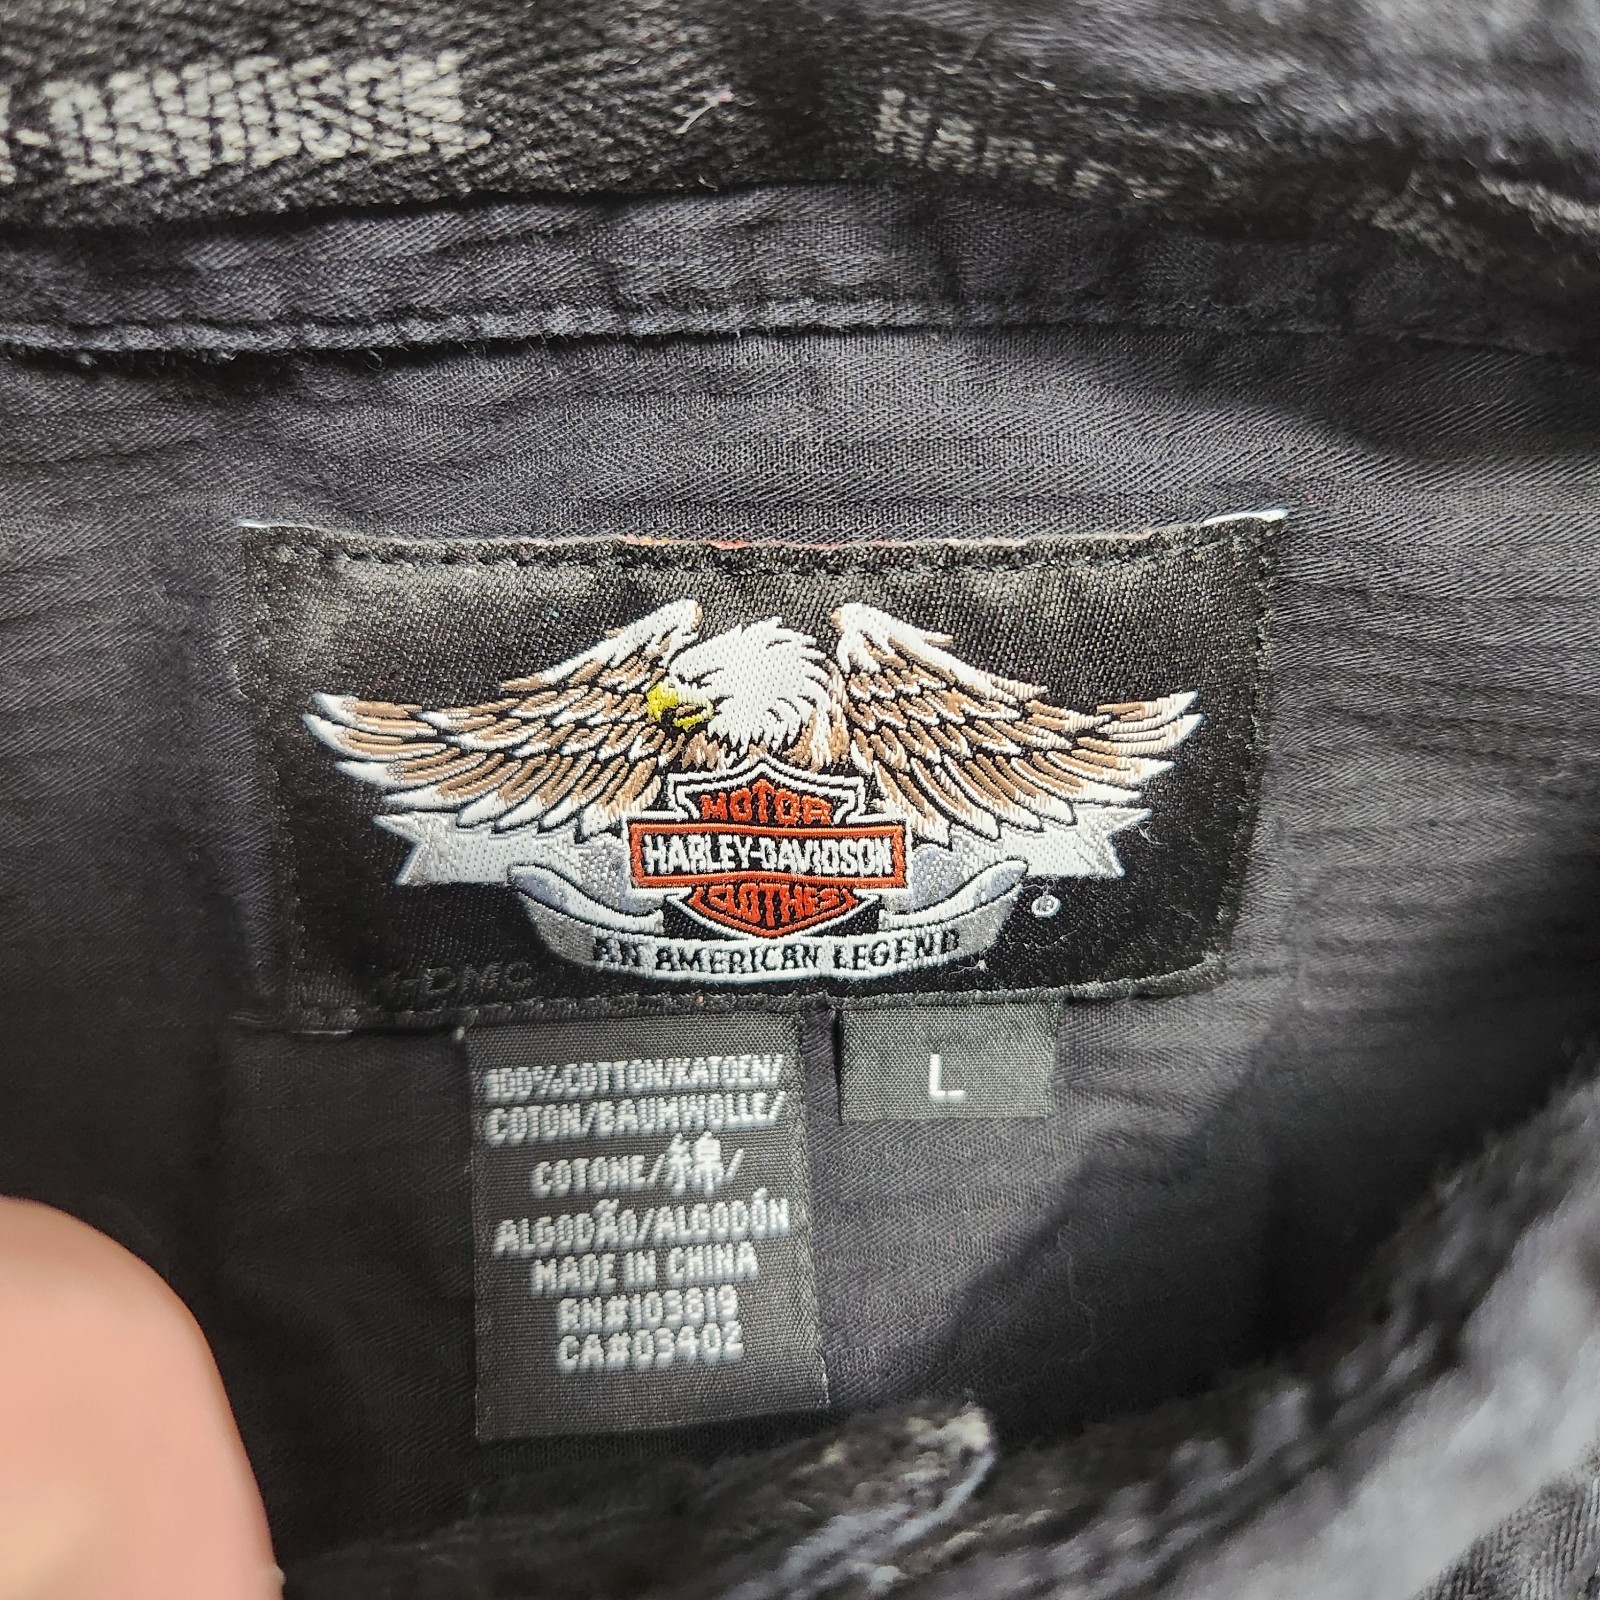 DAVIDSON
MOTOR
HARLEY-DAVIDSON
CLOTHES
®
AN AMERICAN LEGEND
H-DMC
L
100%COTTON/KATOEN/
COTON/BAUMWOLLE/
COTONE/綿/
ALGODÃO/ALGODÓN
MADE IN CHINA
RN#103819
CA#03402